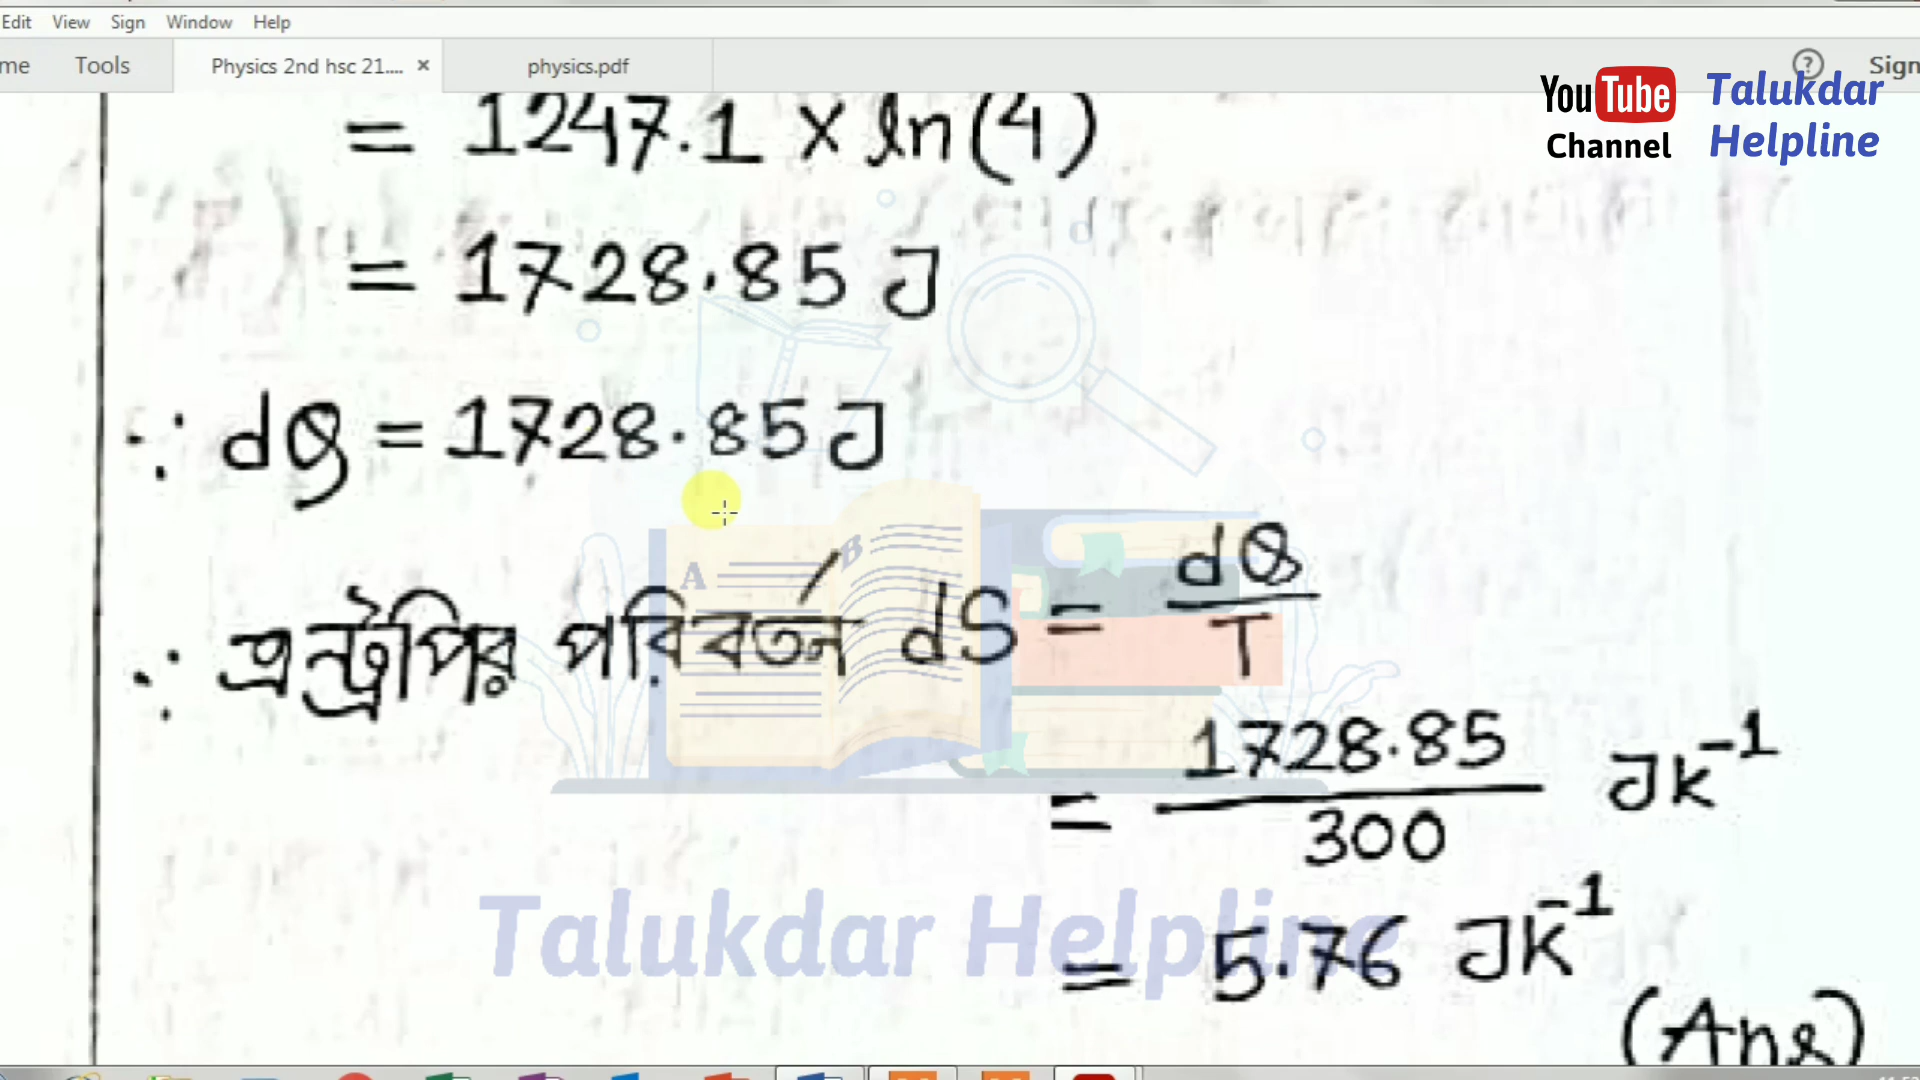 Edit View Sign Window Help
me Tools Physics 2nd hsc 21.... × physics.pdf ? Sign
YouTube Channel
Talukdar Helpline
= 1247.1 × ln(4)
= 1728.85 J
∴ dQ = 1728.85 J
∴ এন্ট্রপির পরিবর্তন dS = dQ/T
= 1728.85/300 JK⁻¹
A B
Talukdar Helpline
= 5.76 JK⁻¹
(Ans)